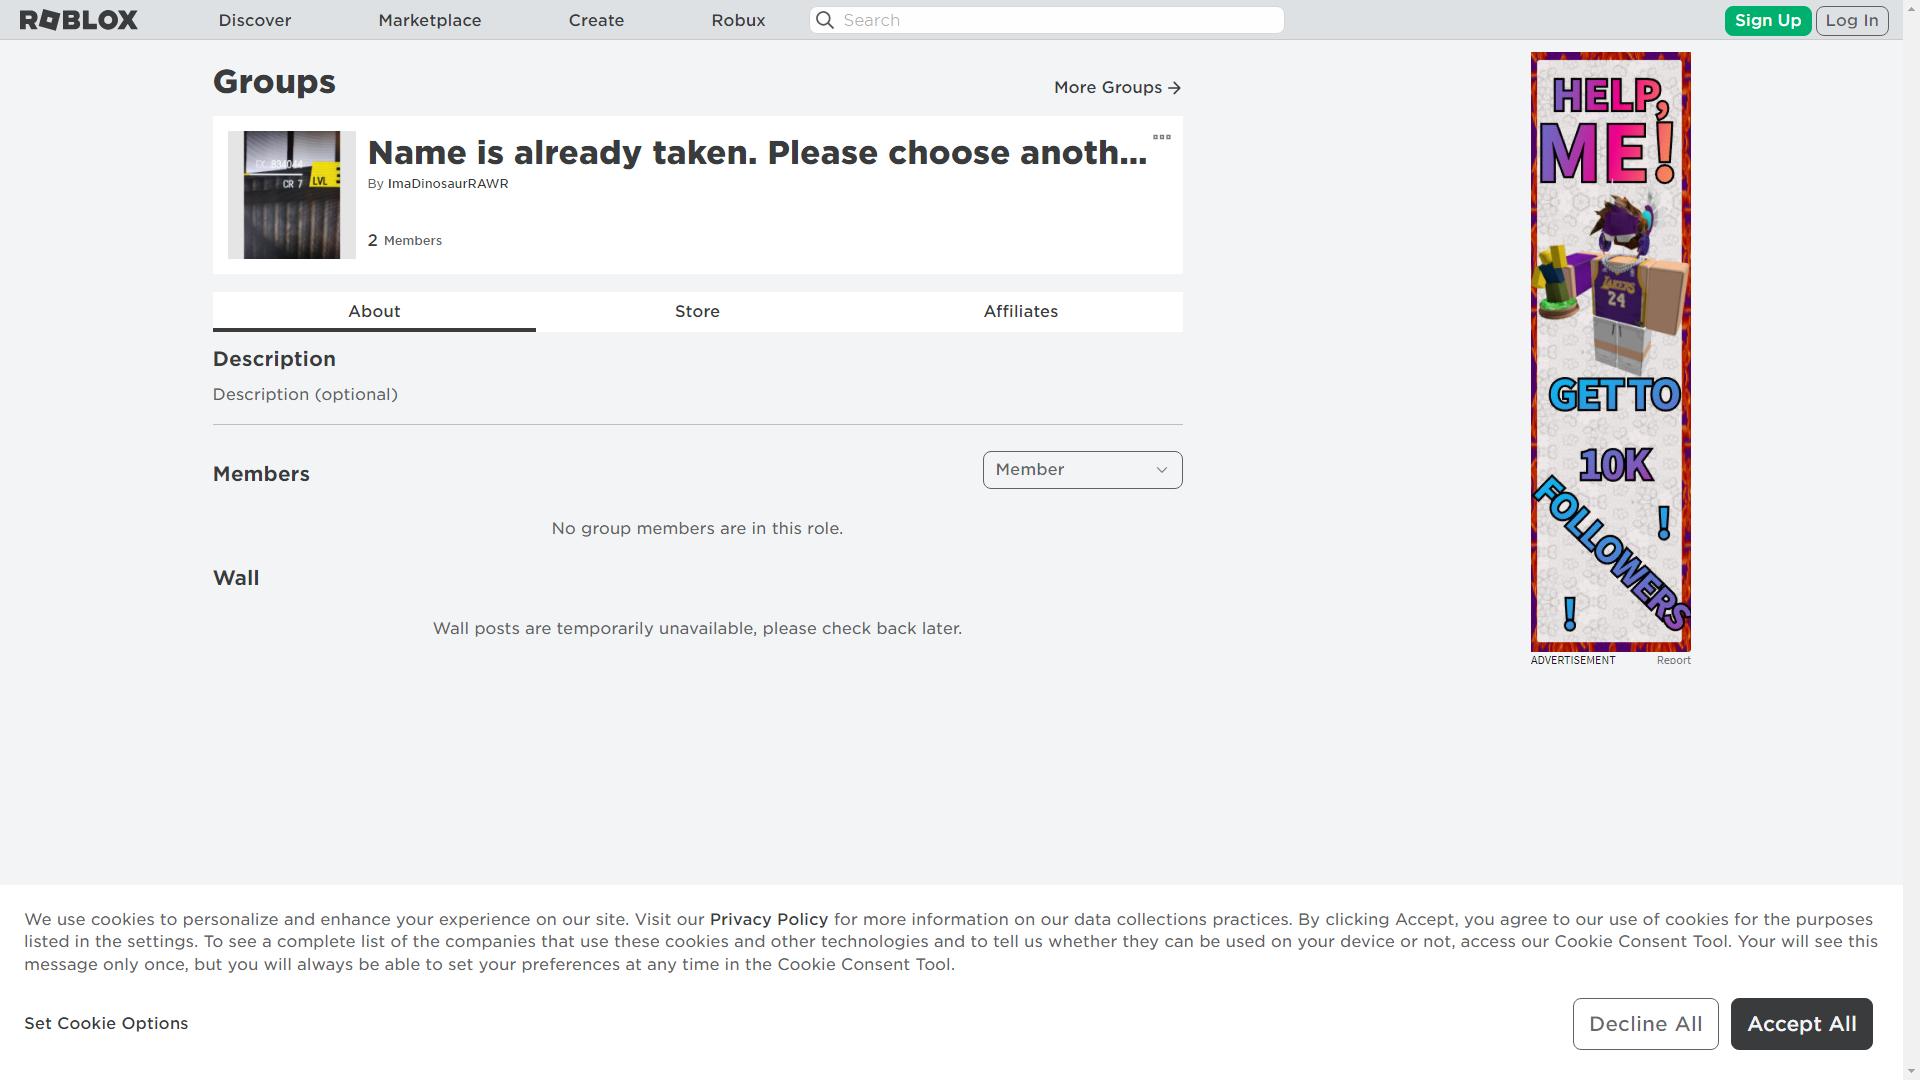 ROBLOX
Discover
Marketplace
Create
Robux
Search
Sign Up
Log In
Groups
More Groups
Name is already taken. Please choose anoth...
By ImaDinosaurRAWR
2 Members
EX 834044
CR 7
LVL
About
Store
Affiliates
Description
Description (optional)
Members
Member
No group members are in this role.
Wall
Wall posts are temporarily unavailable, please check back later.
HELP,
ME!
LAKERS
24
GET TO
10K
FOLLOWERS
!
!
ADVERTISEMENT
Report
We use cookies to personalize and enhance your experience on our site. Visit our Privacy Policy for more information on our data collections practices. By clicking Accept, you agree to our use of cookies for the purposes
listed in the settings. To see a complete list of the companies that use these cookies and other technologies and to tell us whether they can be used on your device or not, access our Cookie Consent Tool. Your will see this
message only once, but you will always be able to set your preferences at any time in the Cookie Consent Tool.
Set Cookie Options
Decline All
Accept All